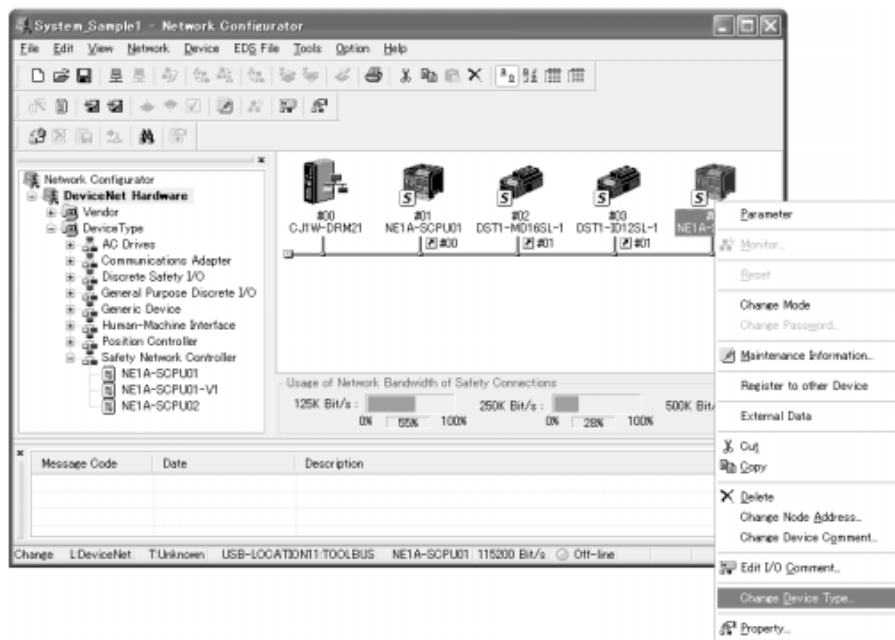 System_Sample1 - Network Configurator
File Edit View Network Device EDS File Tools Option Help
Network Configurator
DeviceNet Hardware
Vendor
DeviceType
AC Drives
Communications Adapter
Discrete Safety I/O
General Purpose Discrete I/O
Generic Device
Human-Machine Interface
Position Controller
Safety Network Controller
NE1A-SCPU01
NE1A-SCPU01-V1
NE1A-SCPU02
#00 #01 #02 #03
CJ1W-DRM21 NE1A-SCPU01 DST1-MD16SL-1 DST1-ID12SL-1 NE1A-S
#00 #01 #01
Usage of Network Bandwidth of Safety Connections
125K Bit/s : 250K Bit/s : 500K Bit/
0% 55% 100% 0% 28% 100%
Parameter
Monitor...
Reset
Change Mode
Change Password...
Maintenance Information...
Register to other Device
External Data
Cut
Copy
Delete
Change Node Address...
Change Device Comment...
Edit I/O Comment...
Change Device Type...
Property...
Message Code Date Description
Change L:DeviceNet T:Unknown USB-LOCATION11:TOOLBUS NE1A-SCPU01 115200 Bit/s Off-line